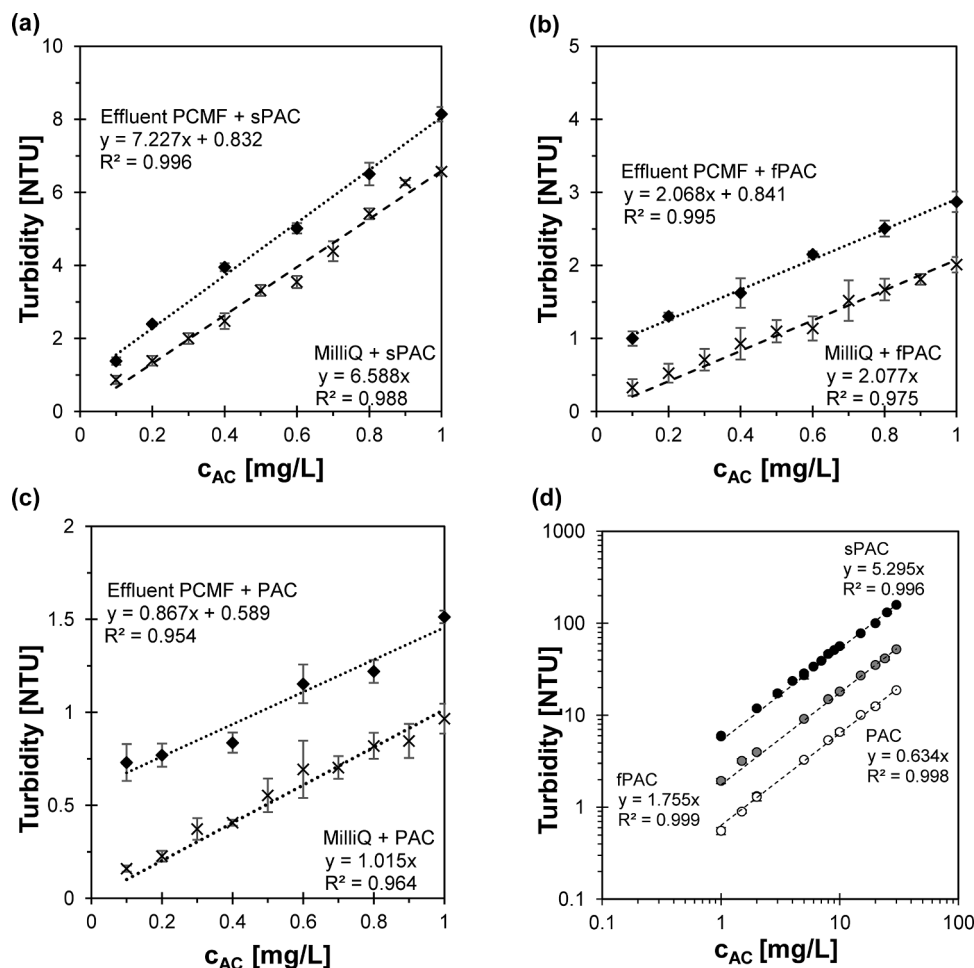 (a)
Turbidity [NTU]
10
8
6
4
2
0
Effluent PCMF + sPAC
y = 7.227x + 0.832
R² = 0.996
MilliQ + sPAC
y = 6.588x
R² = 0.988
0 0.2 0.4 0.6 0.8 1
cAC [mg/L]
(b)
Turbidity [NTU]
5
4
3
2
1
0
Effluent PCMF + fPAC
y = 2.068x + 0.841
R² = 0.995
MilliQ + fPAC
y = 2.077x
R² = 0.975
0 0.2 0.4 0.6 0.8 1
cAC [mg/L]
(c)
Turbidity [NTU]
2
1.5
1
0.5
0
Effluent PCMF + PAC
y = 0.867x + 0.589
R² = 0.954
MilliQ + PAC
y = 1.015x
R² = 0.964
0 0.2 0.4 0.6 0.8 1
cAC [mg/L]
(d)
Turbidity [NTU]
1000
100
10
1
0.1
sPAC
y = 5.295x
R² = 0.996
PAC
y = 0.634x
R² = 0.998
fPAC
y = 1.755x
R² = 0.999
0.1 1 10 100
cAC [mg/L]